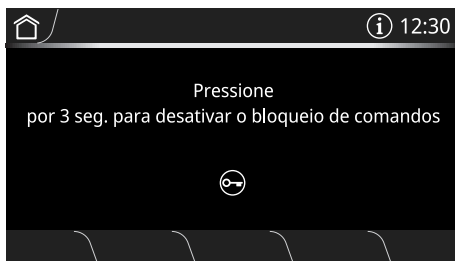 12:30
Pressione
por 3 seg. para desativar o bloqueio de comandos